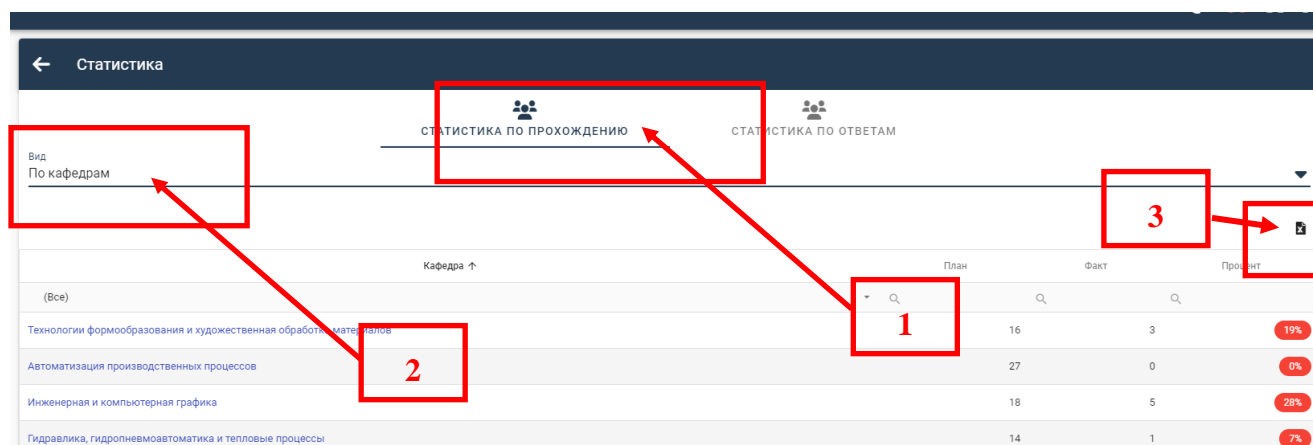 Статистика
СТАТИСТИКА ПО ПРОХОЖДЕНИЮ
СТАТИСТИКА ПО ОТВЕТАМ
Вид
По кафедрам
3
Кафедра ↑ План Факт Процент
(Все)
1
Технологии формообразования и художественная обработка материалов 16 3 19%
2
Автоматизация производственных процессов 27 0 0%
Инженерная и компьютерная графика 18 5 28%
Гидравлика, гидропневмоавтоматика и тепловые процессы 14 1 7%